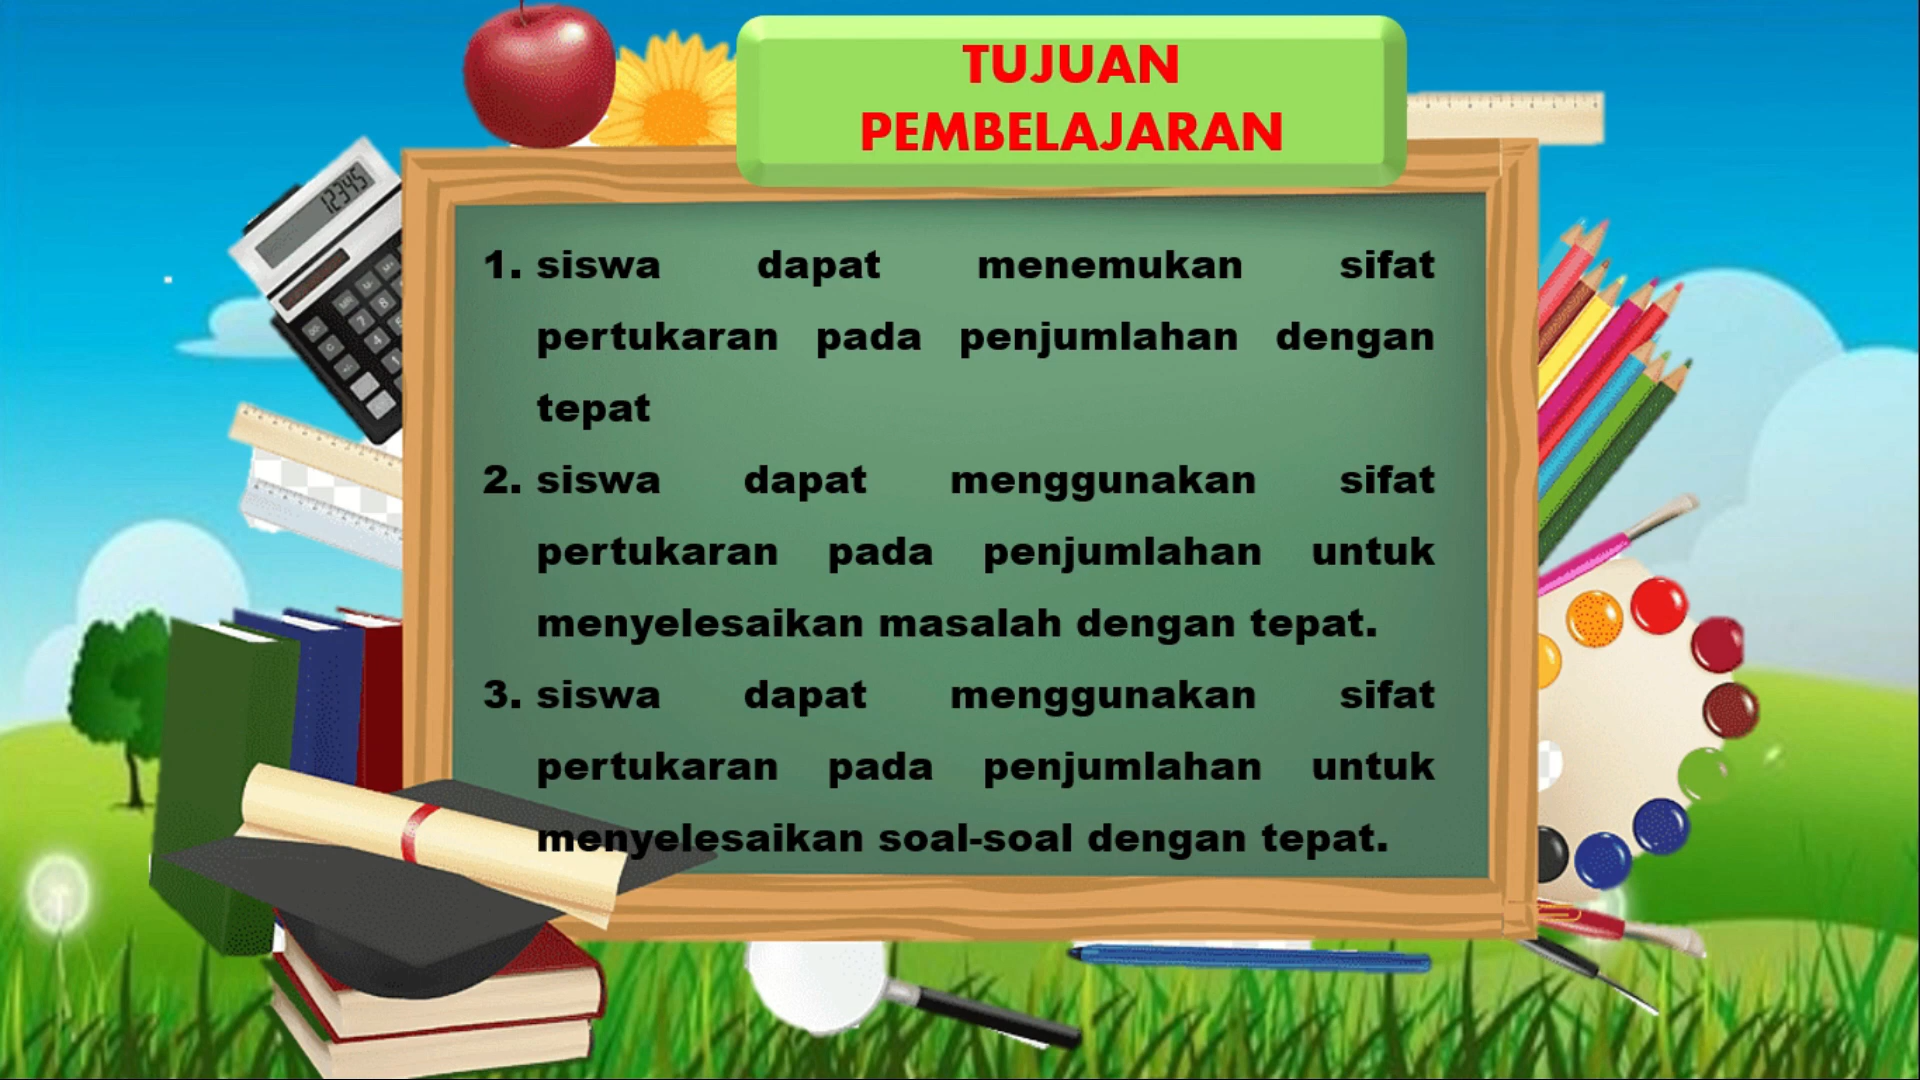 TUJUAN
PEMBELAJARAN
12345
1. siswa dapat menemukan sifat
pertukaran pada penjumlahan dengan
tepat
2. siswa dapat menggunakan sifat
pertukaran pada penjumlahan untuk
menyelesaikan masalah dengan tepat.
3. siswa dapat menggunakan sifat
pertukaran pada penjumlahan untuk
menyelesaikan soal-soal dengan tepat.